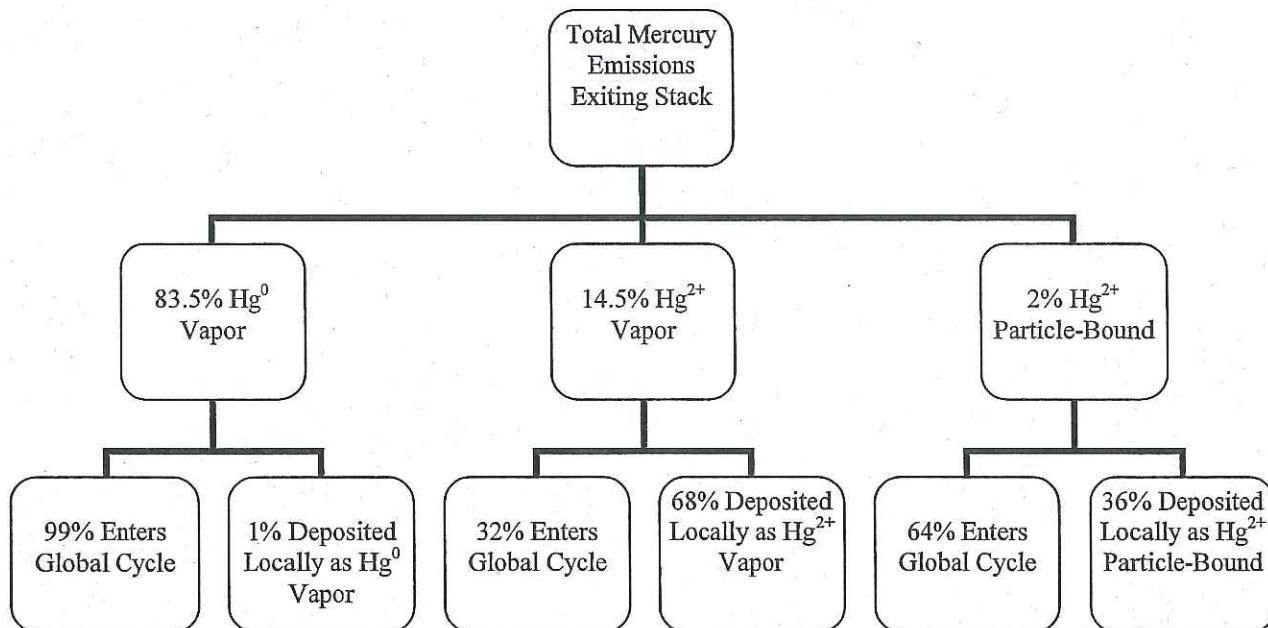 Total Mercury
Emissions
Exiting Stack
83.5% Hg⁰
Vapor
14.5% Hg²⁺
Vapor
2% Hg²⁺
Particle-Bound
99% Enters
Global Cycle
1% Deposited
Locally as Hg⁰
Vapor
32% Enters
Global Cycle
68% Deposited
Locally as Hg²⁺
Vapor
64% Enters
Global Cycle
36% Deposited
Locally as Hg²⁺
Particle-Bound